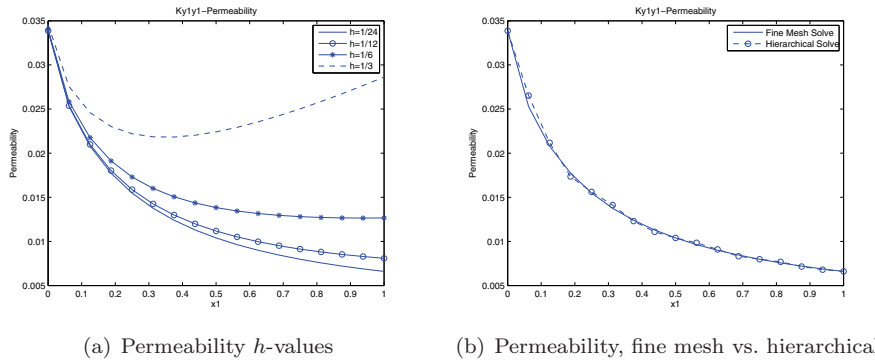 Ky1y1−Permeability
0.035
0.03
0.025
0.02
0.015
0.01
0.005
Permeability
0 0.1 0.2 0.3 0.4 0.5 0.6 0.7 0.8 0.9 1
x1
h=1/24
h=1/12
h=1/6
h=1/3
(a) Permeability h-values
Ky1y1−Permeability
0.035
0.03
0.025
0.02
0.015
0.01
0.005
Permeability
0 0.1 0.2 0.3 0.4 0.5 0.6 0.7 0.8 0.9 1
x1
Fine Mesh Solve
Hierarchical Solve
(b) Permeability, fine mesh vs. hierarchical